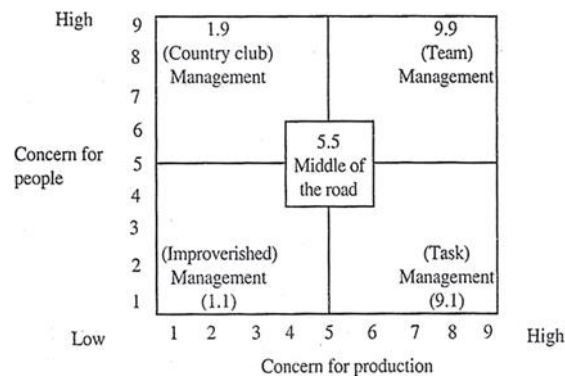 High
9
8
7
6
5
4
3
2
1
Concern for
people
Low
1.9
(Country club)
Management
9.9
(Team)
Management
5.5
Middle of
the road
(Improverished)
Management
(1.1)
(Task)
Management
(9.1)
1 2 3 4 5 6 7 8 9
High
Concern for production